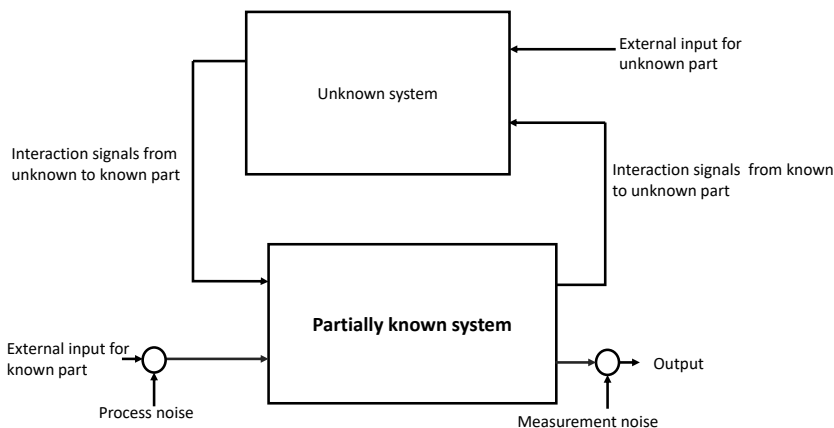 External input for
unknown part
Unknown system
Interaction signals from
unknown to known part
Interaction signals  from known
to unknown part
Partially known system
External input for
known part
Output
Process noise
Measurement noise